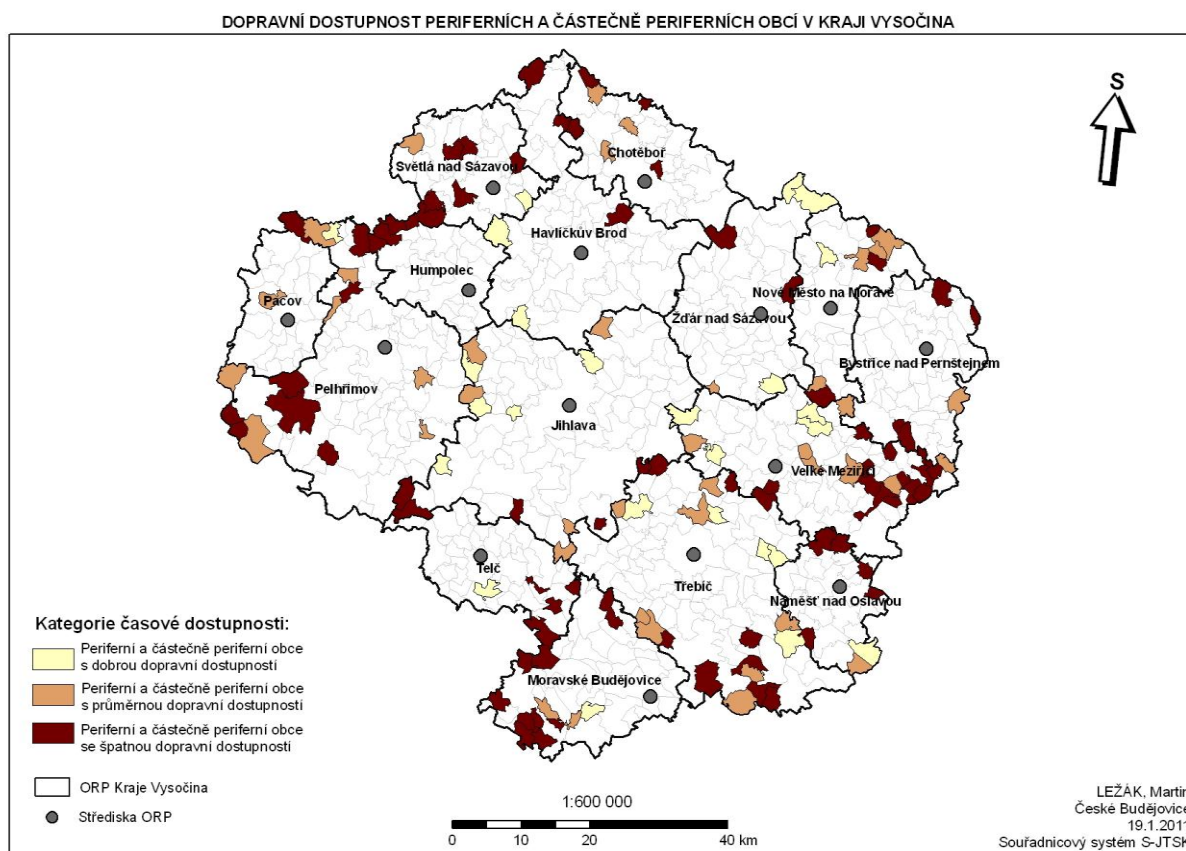 DOPRAVNÍ DOSTUPNOST PERIFERNÍCH A ČÁSTEČNĚ PERIFERNÍCH OBCÍ V KRAJI VYSOČINA
S
Chotěboř
Světlá nad Sázavou
Havlíčkův Brod
Humpolec
Pacov
Nové Město na Moravě
Žďár nad Sázavou
Bystřice nad Pernštejnem
Pelhřimov
Jihlava
Velké Meziříčí
Telč
Třebíč
Náměšť nad Oslavou
Moravské Budějovice
Kategorie časové dostupnosti:
Periferní a částečně periferní obce
s dobrou dopravní dostupností
Periferní a částečně periferní obce
s průměrnou dopravní dostupností
Periferní a částečně periferní obce
se špatnou dopravní dostupností
ORP Kraje Vysočina
Střediska ORP
1:600 000
0 10 20 40 km
LEŽÁK, Martin
České Budějovice
19.1.2011
Souřadnicový systém S-JTSK